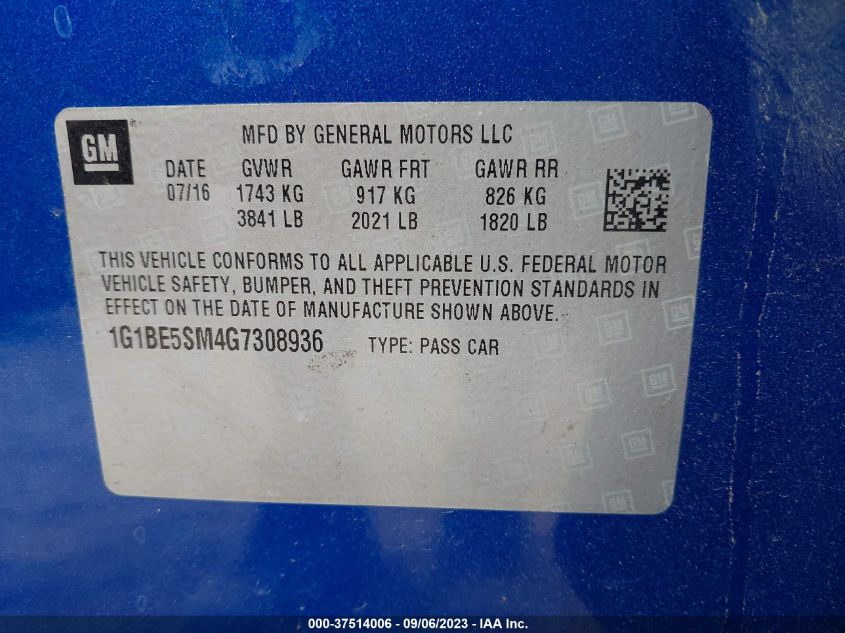 GM
MFD BY GENERAL MOTORS LLC
DATE GVWR GAWR FRT GAWR RR
07/16 1743 KG 917 KG 826 KG
3841 LB 2021 LB 1820 LB
THIS VEHICLE CONFORMS TO ALL APPLICABLE U.S. FEDERAL MOTOR
VEHICLE SAFETY, BUMPER, AND THEFT PREVENTION STANDARDS IN
EFFECT ON THE DATE OF MANUFACTURE SHOWN ABOVE.
1G1BE5SM4G7308936 TYPE: PASS CAR
000-37514006 - 09/06/2023 - IAA Inc.